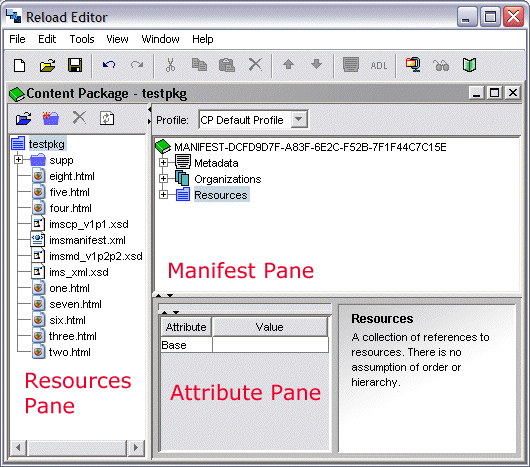 Reload Editor
File Edit Tools View Window Help
ADL
Content Package - testpkg
Profile: CP Default Profile
testpkg
supp
eight.html
five.html
four.html
imscp_v1p1.xsd
imsmanifest.xml
imsmd_v1p2p2.xsd
ims_xml.xsd
one.html
seven.html
six.html
three.html
two.html
Resources
Pane
MANIFEST-DCFD9D7F-A83F-6E2C-F52B-7F1F44C7C15E
Metadata
Organizations
Resources
Manifest Pane
Attribute Value
Base
Attribute Pane
Resources
A collection of references to
resources. There is no
assumption of order or
hierarchy.